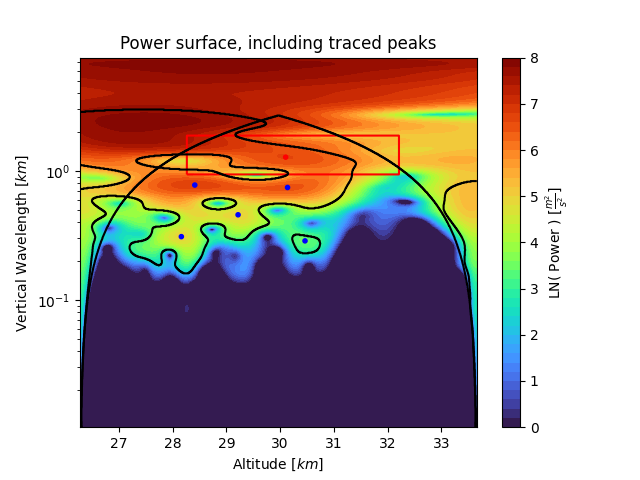 Power surface, including traced peaks
Vertical Wavelength [km]
10⁰
10⁻¹
27 28 29 30 31 32 33
Altitude [km]
8
7
6
5
4
3
2
1
0
LN( Power ) [m²/s²]